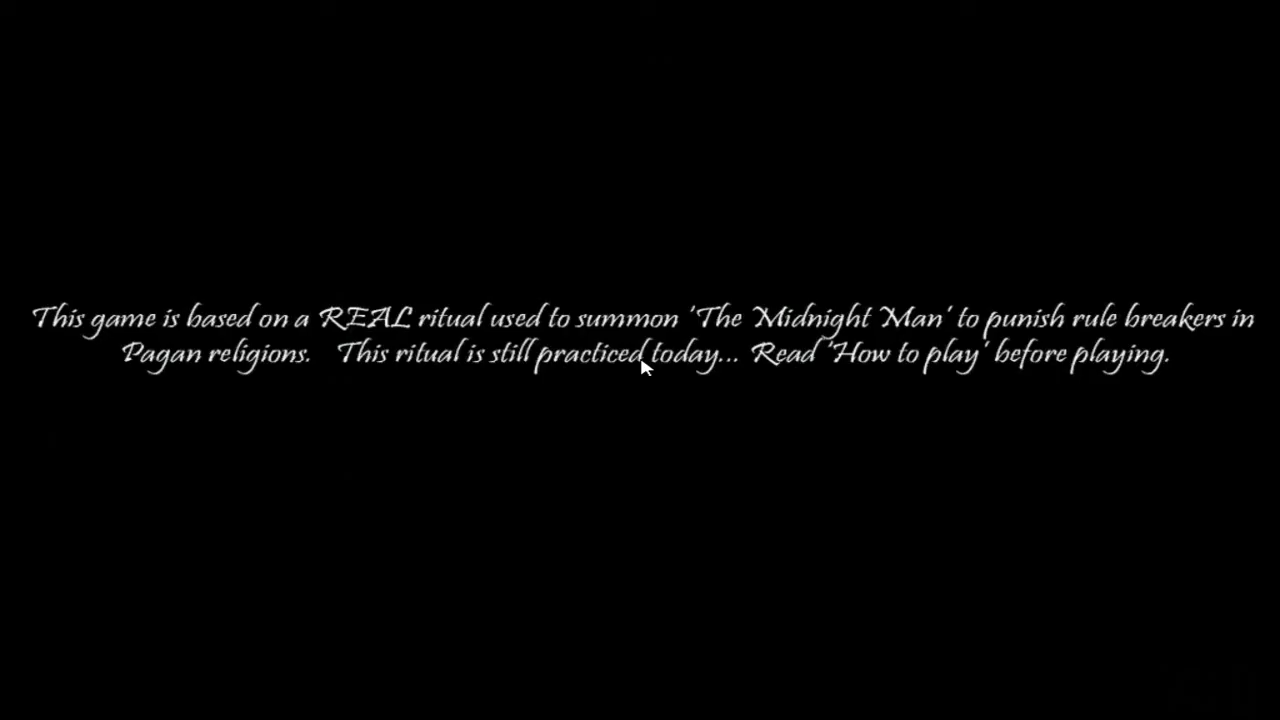 This game is based on a REAL ritual used to summon 'The Midnight Man' to punish rule breakers in
Pagan religions. This ritual is still practiced today... Read 'How to play' before playing.